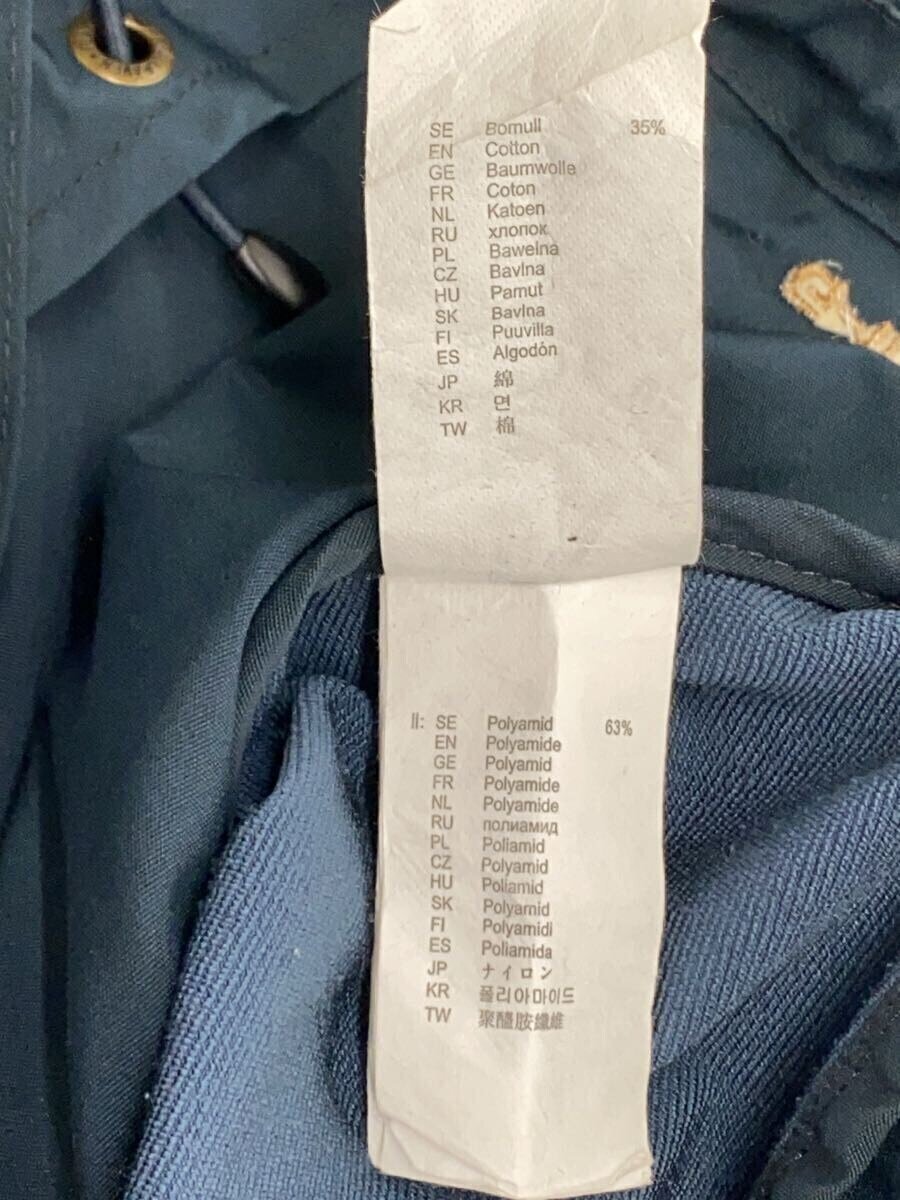 SE Bomull 35%
EN Cotton
GE Baumwolle
FR Coton
NL Katoen
RU хлопок
PL Bawełna
CZ Bavlna
HU Pamut
SK Bavlna
FI Puuvilla
ES Algodón
JP 綿
KR 면
TW 棉
II: SE Polyamid 63%
EN Polyamide
GE Polyamid
FR Polyamide
NL Polyamide
RU полиамид
PL Poliamid
CZ Polyamid
HU Poliamid
SK Polyamid
FI Polyamidi
ES Poliamida
JP ナイロン
KR 폴리아마이드
TW 聚醯胺纖維